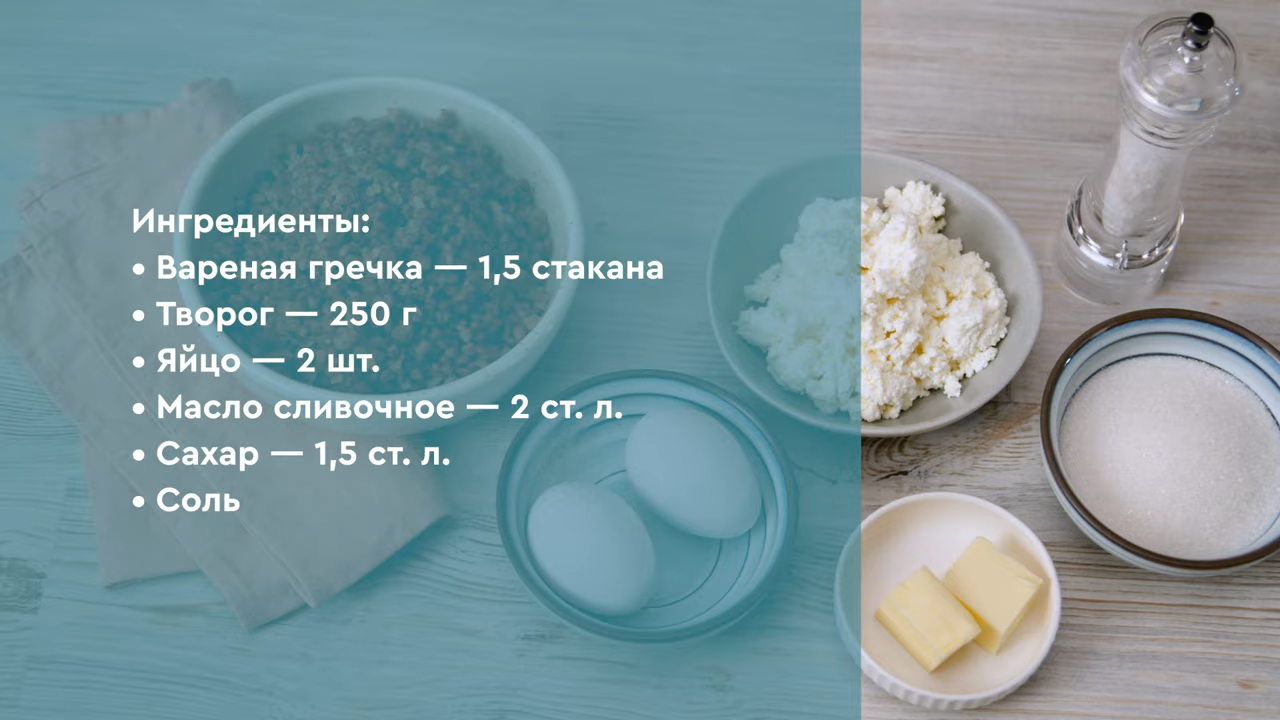 Ингредиенты:
• Вареная гречка — 1,5 стакана
• Творог — 250 г
• Яйцо — 2 шт.
• Масло сливочное — 2 ст. л.
• Сахар — 1,5 ст. л.
• Соль